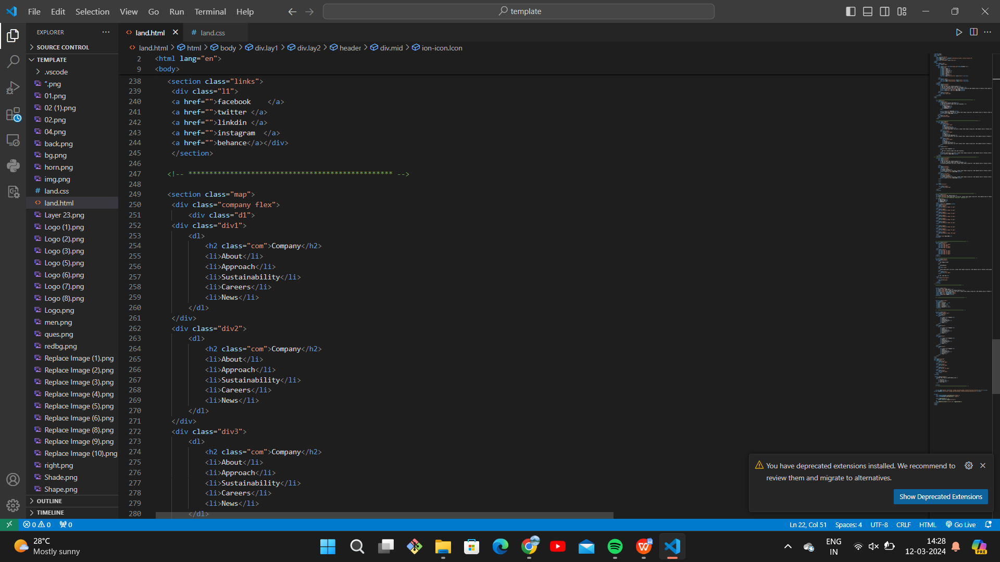 File Edit Selection View Go Run Terminal Help
template
EXPLORER
SOURCE CONTROL
TEMPLATE
.vscode
“.png
01.png
02 (1).png
02.png
04.png
back.png
bg.png
horn.png
img.png
land.css
land.html
Layer 23.png
Logo (1).png
Logo (2).png
Logo (3).png
Logo (5).png
Logo (6).png
Logo (7).png
Logo (8).png
Logo.png
men.png
ques.png
redbg.png
Replace Image (1).png
Replace Image (2).png
Replace Image (3).png
Replace Image (4).png
Replace Image (5).png
Replace Image (6).png
Replace Image (8).png
Replace Image (9).png
Replace Image (10).png
right.png
Shade.png
Shape.png
OUTLINE
TIMELINE
land.html
land.css
land.html > html > body > div.lay1 > div.lay2 > header > div.mid > ion-icon.Icon
2 <html lang="en">
9 <body>
238 <section class="links">
239 <div class="l1">
240 <a href="">facebook </a>
241 <a href="">twitter </a>
242 <a href="">linkdin </a>
243 <a href="">instagram </a>
244 <a href="">behance</a></div>
245 </section>
246
247 <!-- ************************************************* -->
248
249 <section class="map">
250 <div class="company flex">
251 <div class="d1">
252 <div class="div1">
253 <dl>
254 <h2 class="com">Company</h2>
255 <li>About</li>
256 <li>Approach</li>
257 <li>Sustainability</li>
258 <li>Careers</li>
259 <li>News</li>
260 </dl>
261 </div>
262 <div class="div2">
263 <dl>
264 <h2 class="com">Company</h2>
265 <li>About</li>
266 <li>Approach</li>
267 <li>Sustainability</li>
268 <li>Careers</li>
269 <li>News</li>
270 </dl>
271 </div>
272 <div class="div3">
273 <dl>
274 <h2 class="com">Company</h2>
275 <li>About</li>
276 <li>Approach</li>
277 <li>Sustainability</li>
278 <li>Careers</li>
279 <li>News</li>
280 </dl>
You have deprecated extensions installed. We recommend to
review them and migrate to alternatives.
Show Deprecated Extensions
0 0 0
Ln 22, Col 51 Spaces: 4 UTF-8 CRLF HTML Go Live
28°C
Mostly sunny
ENG
IN
14:28
12-03-2024
PRE